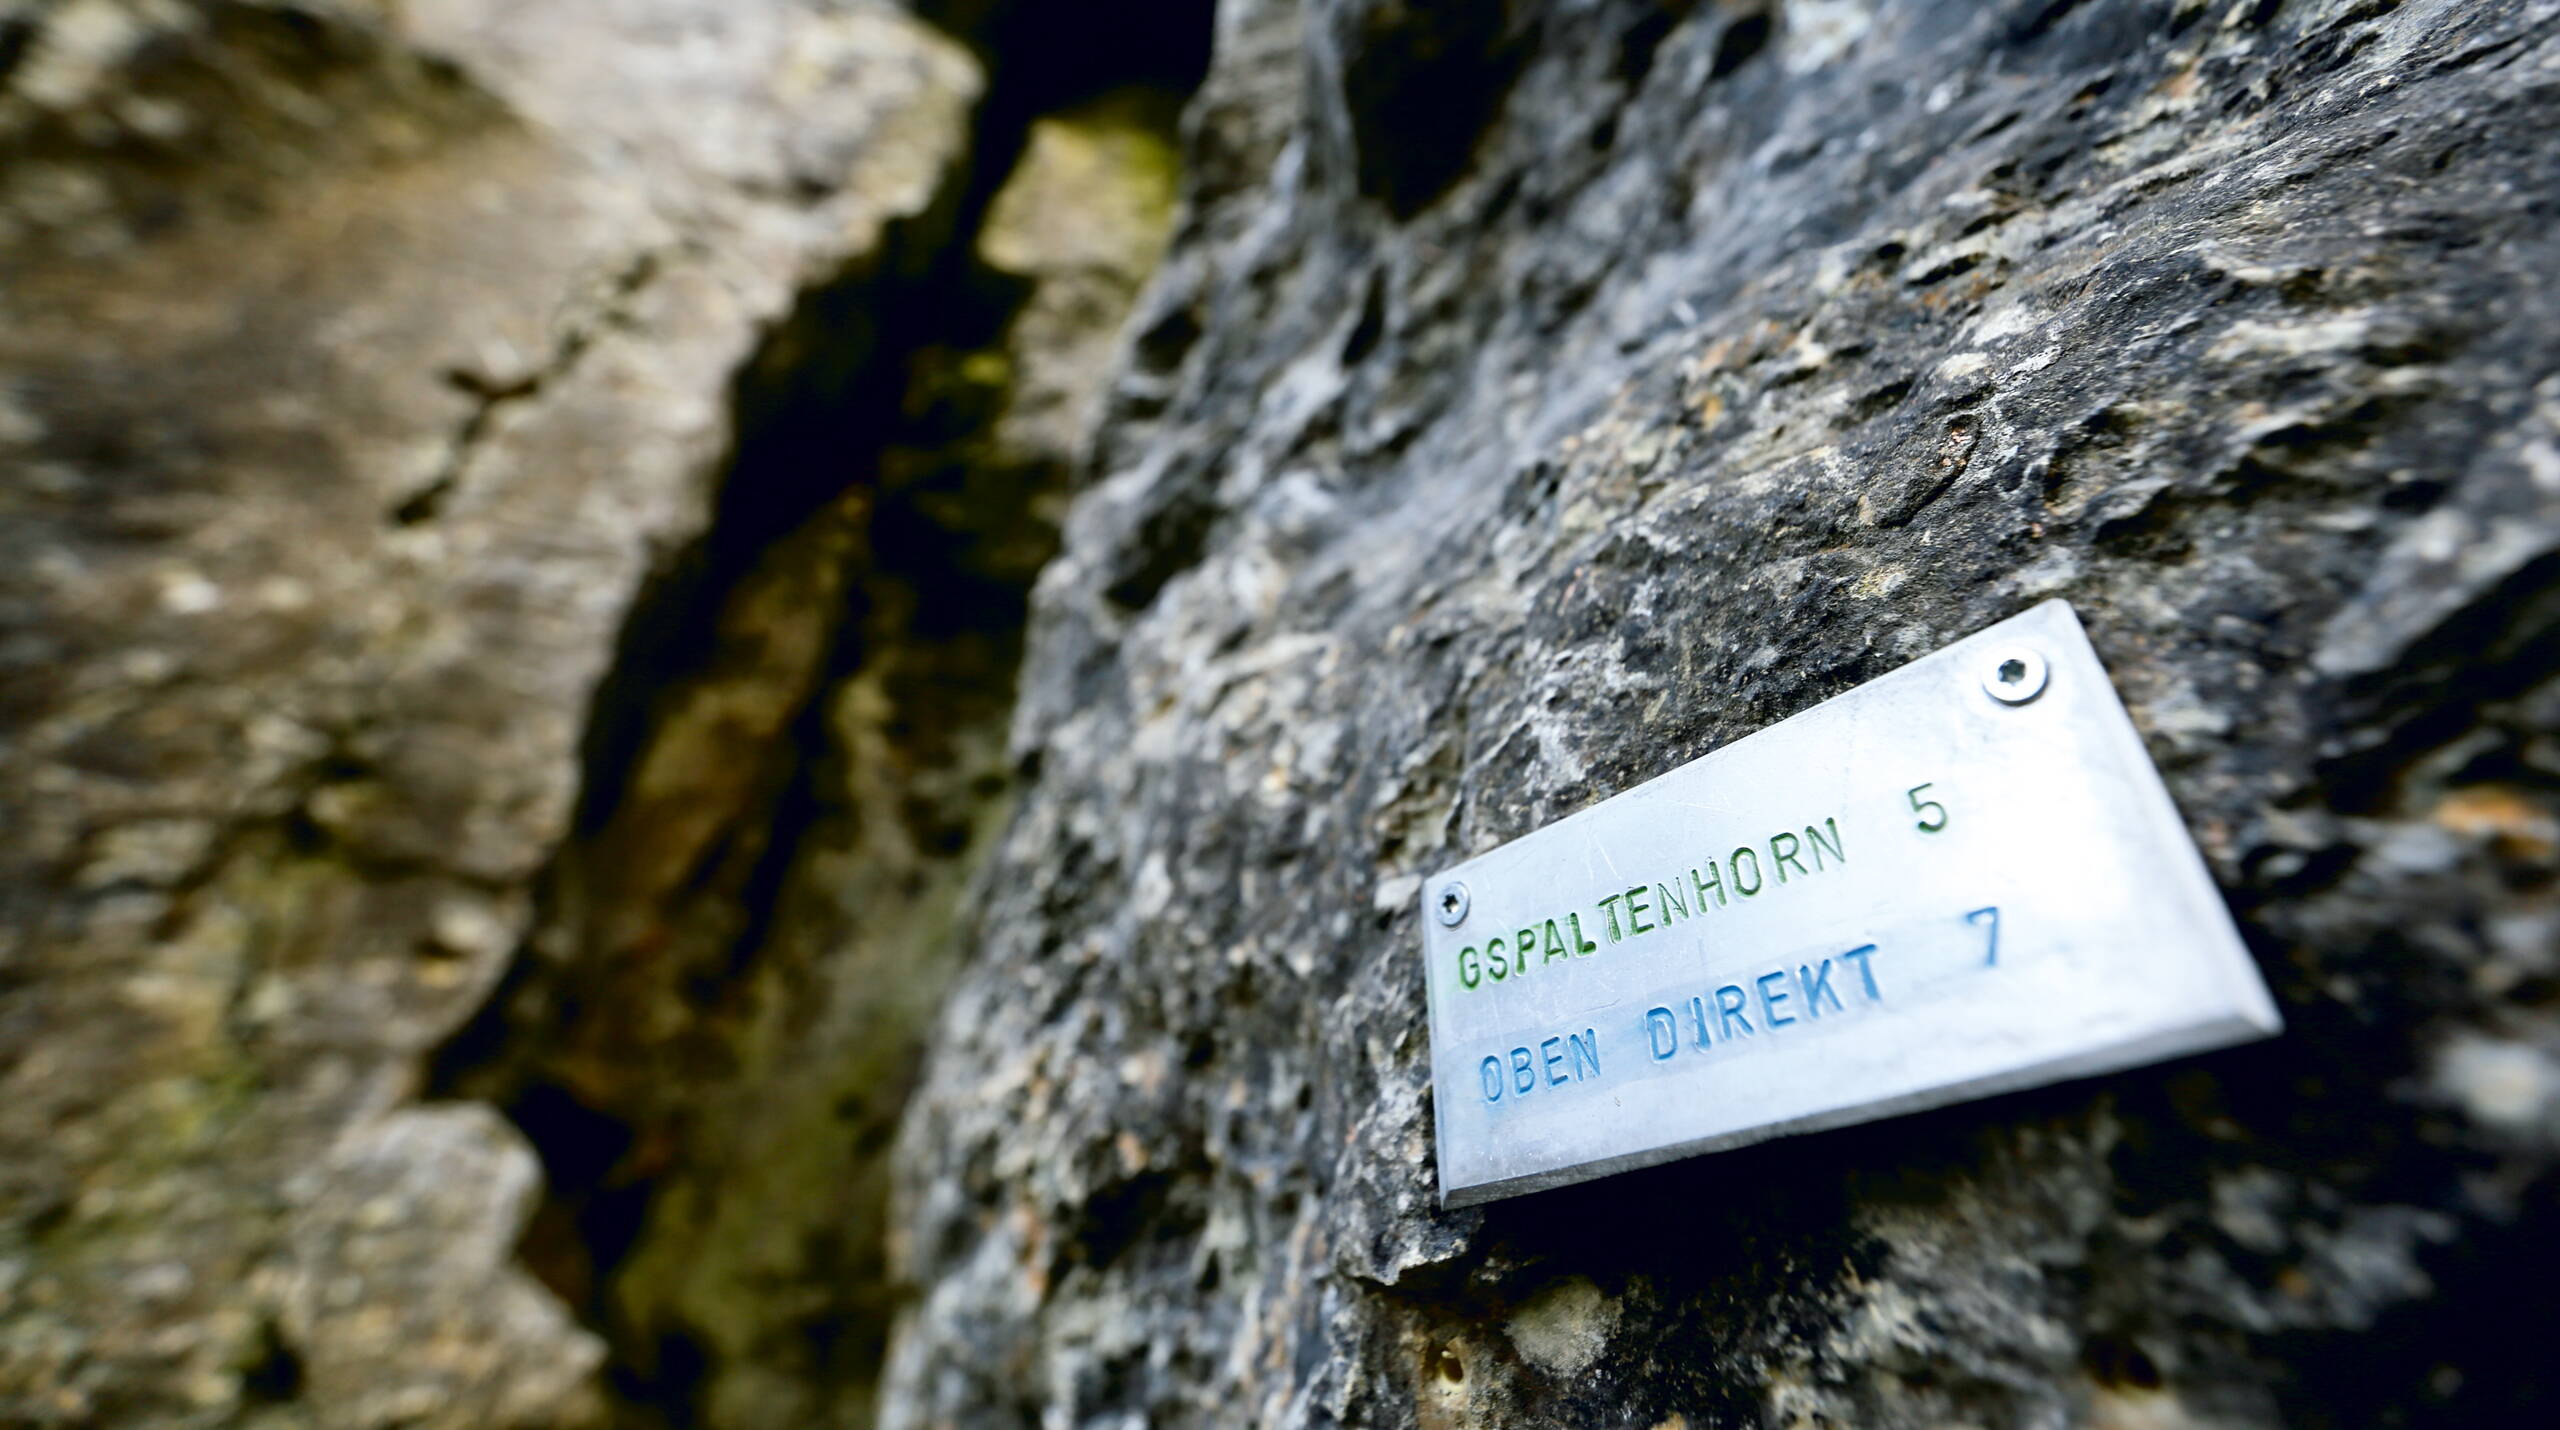 GSPALTENHORN 5
OBEN DIREKT 7